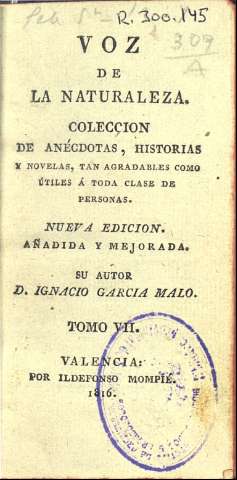 R.300.145
309
A
VOZ
DE
LA NATURALEZA.
COLECCION
DE ANÉCDOTAS, HISTORIAS
Y NOVELAS, TAN AGRADABLES COMO
ÚTILES Á TODA CLASE DE
PERSONAS.
NUEVA EDICION.
AÑADIDA Y MEJORADA.
SU AUTOR
D. IGNACIO GARCIA MALO.
TOMO VII.
VALENCIA:
POR ILDEFONSO MOMPIÉ.
1816.